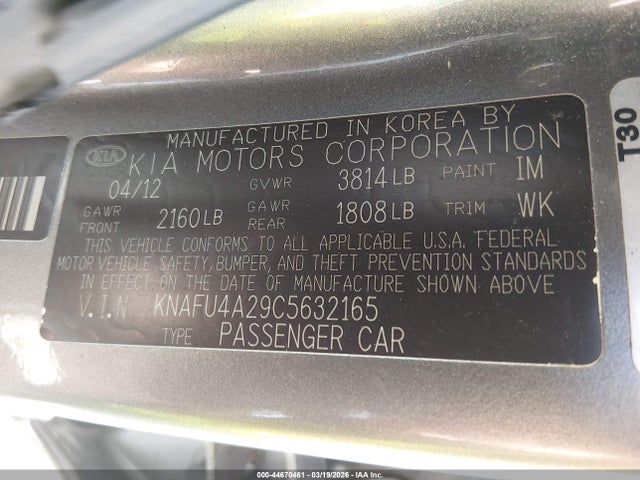 MANUFACTURED IN KOREA BY
KIA KIA MOTORS CORPORATION
04/12 GVWR 3814 LB PAINT IM
GAWR FRONT 2160 LB GAWR REAR 1808 LB TRIM WK
THIS VEHICLE CONFORMS TO ALL APPLICABLE U.S.A. FEDERAL
MOTOR VEHICLE SAFETY, BUMPER, AND THEFT PREVENTION STANDARDS
IN EFFECT ON THE DATE OF MANUFACTURE SHOWN ABOVE
V.I.N KNAFU4A29C5632165
TYPE PASSENGER CAR
T30
000-44670461 - 03/19/2026 - IAA Inc.